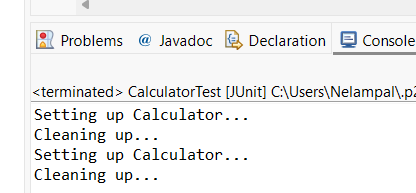 Problems @ Javadoc Declaration Console
<terminated> CalculatorTest [JUnit] C:\Users\Nelampal\.p2
Setting up Calculator...
Cleaning up...
Setting up Calculator...
Cleaning up...